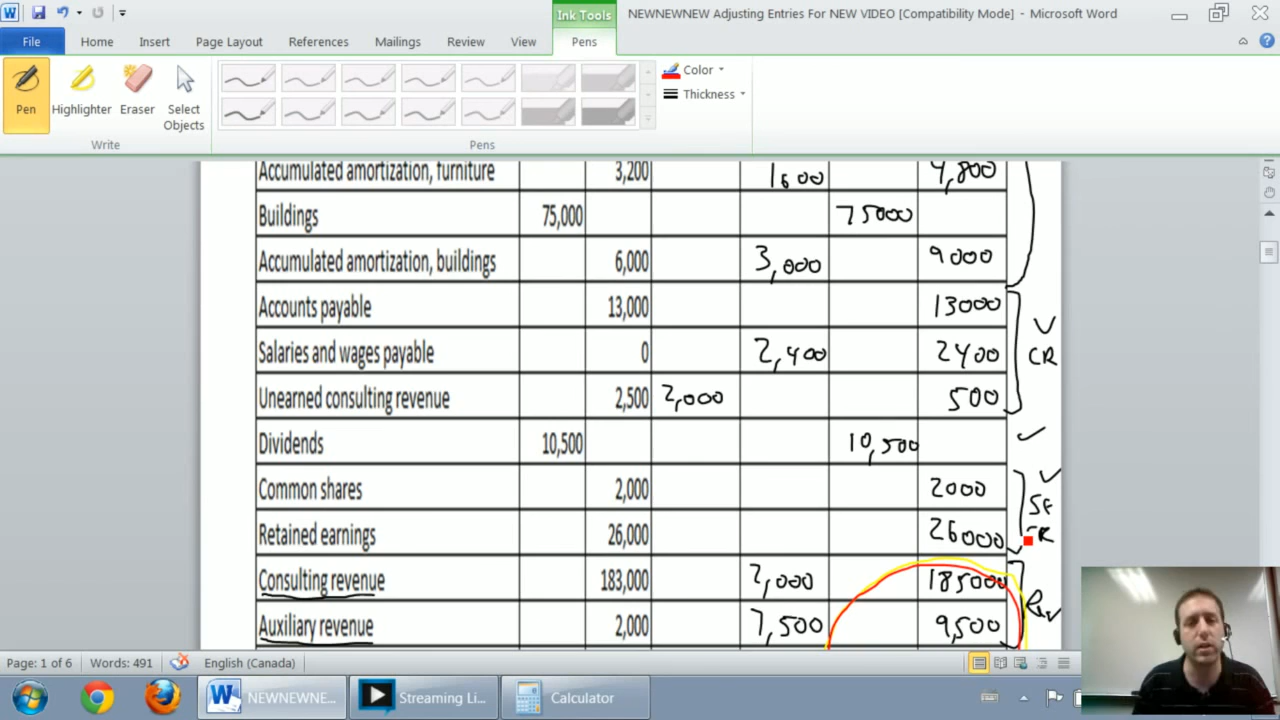 Ink Tools
NEWNEWNEW Adjusting Entries For NEW VIDEO [Compatibility Mode] - Microsoft Word
File Home Insert Page Layout References Mailings Review View Pens
Pen Highlighter Eraser Select Objects
Color
Thickness
Write Pens
Accumulated amortization, furniture 3,200 1600 4,800
Buildings 75,000 75000
Accumulated amortization, buildings 6,000 3,000 9000
Accounts payable 13,000 13000
Salaries and wages payable 0 2,400 2400
CR
Unearned consulting revenue 2,500 2,000 500
Dividends 10,500 10,500
Common shares 2,000 2000
Retained earnings 26,000 26000
Consulting revenue 183,000 2,000 185000
Auxiliary revenue 2,000 7,500 9,500
Page: 1 of 6 Words: 491 English (Canada)
NEWNEWNE... Streaming Li... Calculator